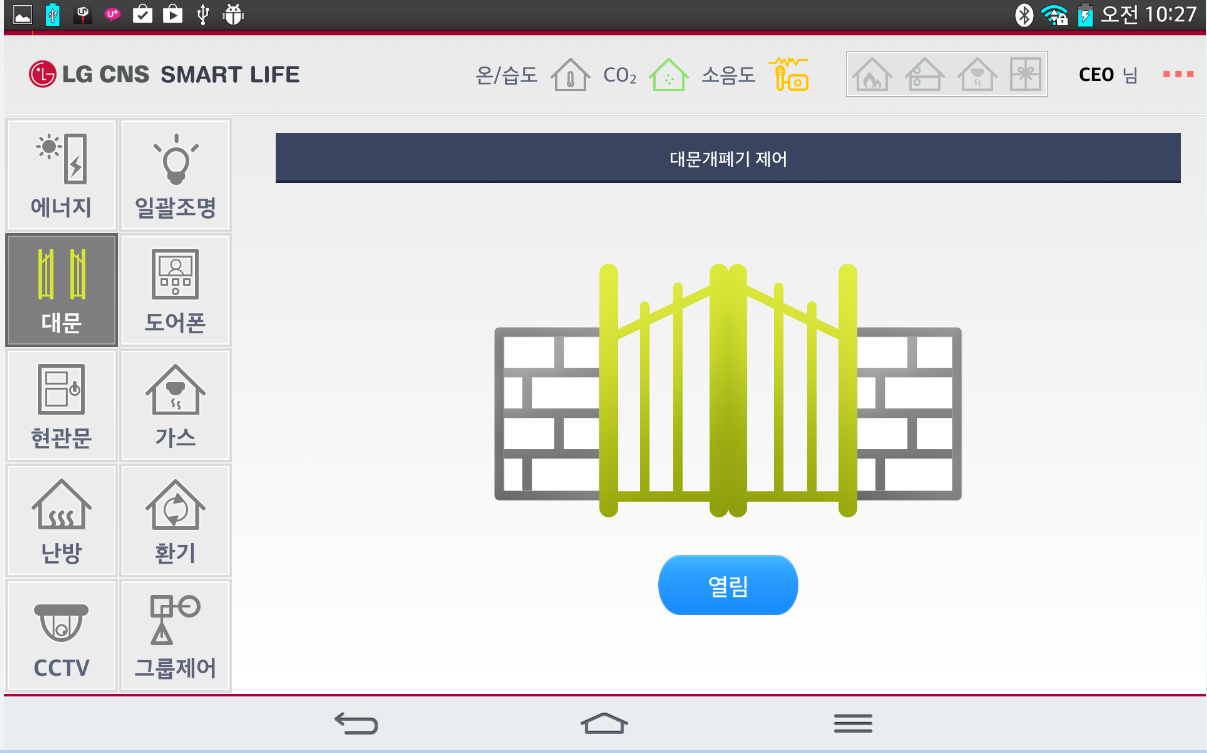 오전 10:27
LG CNS SMART LIFE
온/습도 CO₂ 소음도 CEO 님
대문개폐기 제어
에너지 일괄조명
대문 도어폰
현관문 가스
난방 환기
CCTV 그룹제어
열림